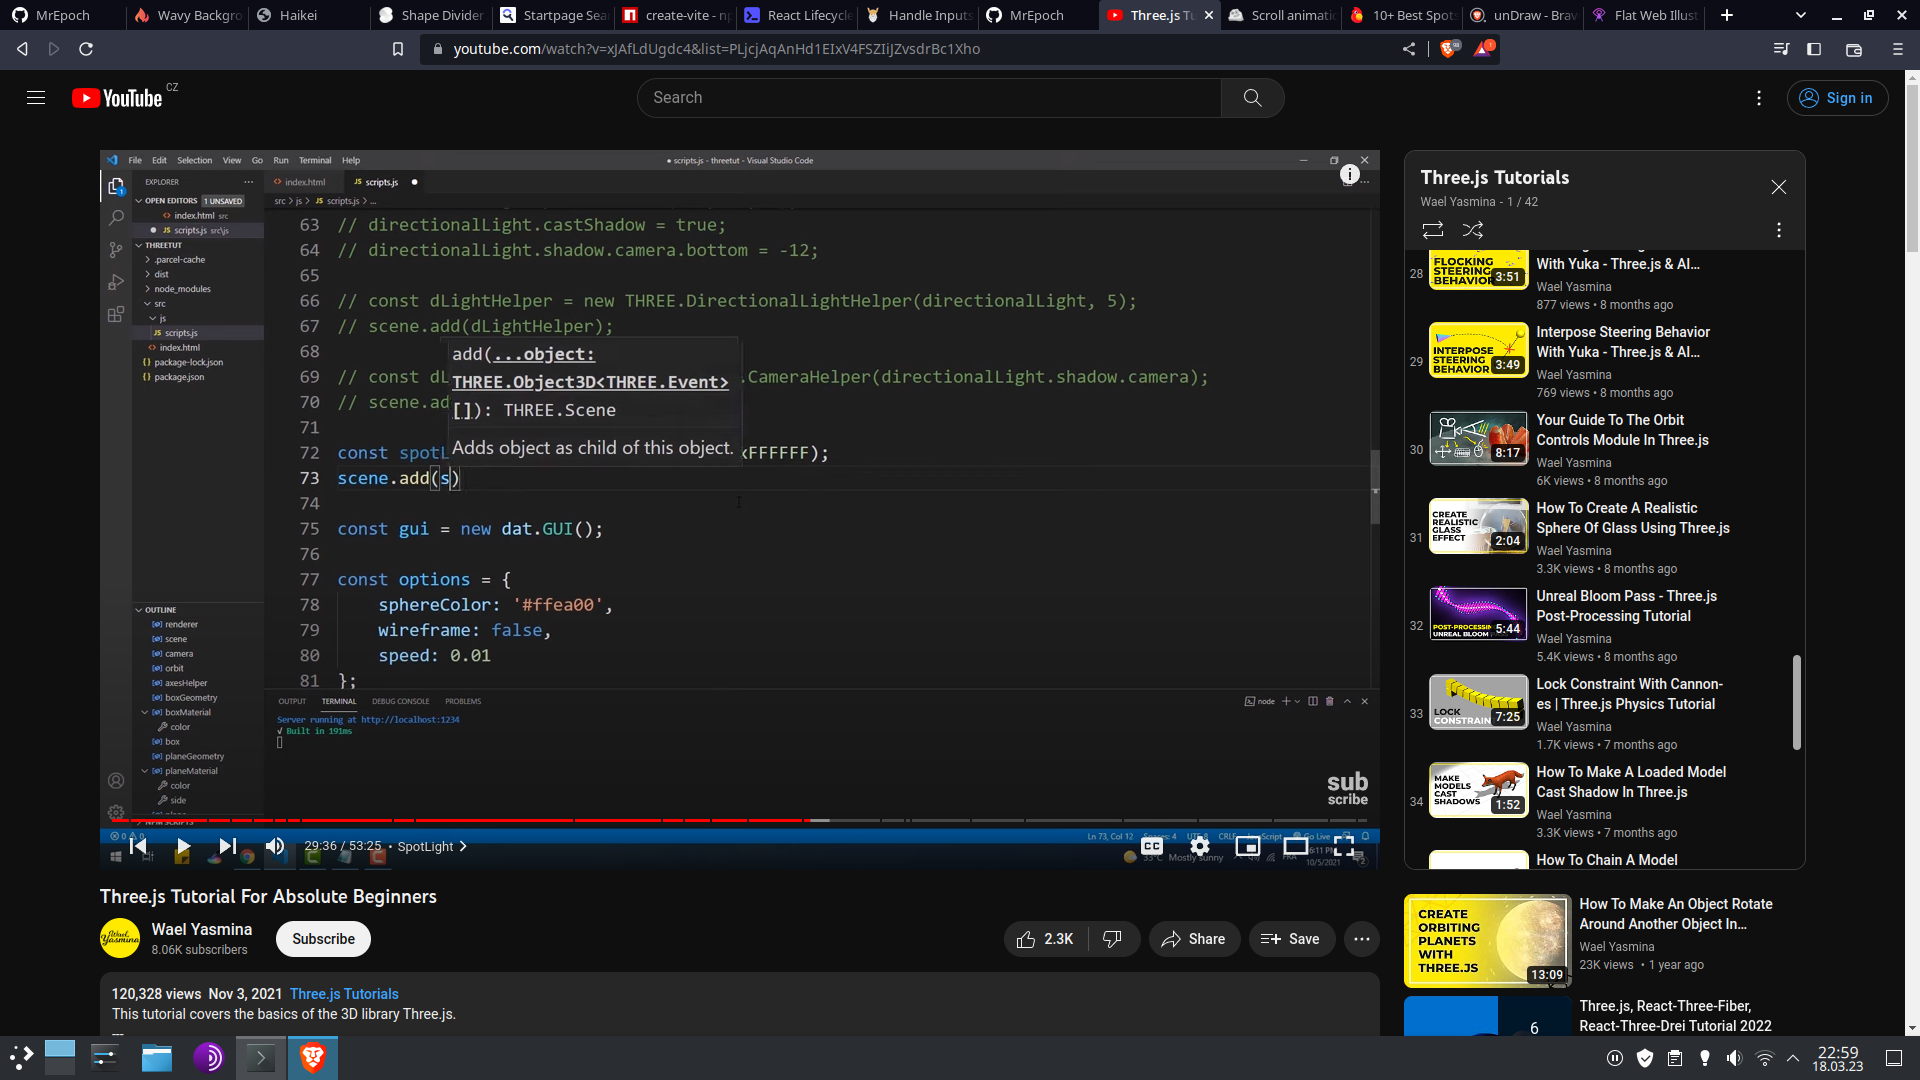 MrEpoch
Wavy Backgro
Haikei
Shape Divider
Startpage Sea
create-vite - np
React Lifecycle
Handle Inputs
MrEpoch
Three.js Tu
Scroll animatio
10+ Best Spots
unDraw - Brav
Flat Web Illust
youtube.com/watch?v=xJAfLdUgdc4&list=PLjcjAqAnHd1EIxV4FSZIiJZvsdrBc1Xho
YouTube CZ
Search
Sign in
File Edit Selection View Go Run Terminal Help
● scripts.js - threetut - Visual Studio Code
EXPLORER
index.html
JS scripts.js
OPEN EDITORS 1 UNSAVED
index.html src
JS scripts.js src\js
THREETUT
.parcel-cache
dist
node_modules
src
js
JS scripts.js
index.html
package-lock.json
package.json
OUTLINE
renderer
scene
camera
orbit
axesHelper
boxGeometry
boxMaterial
color
box
planeGeometry
planeMaterial
color
side
NPM SCRIPTS
src > js > JS scripts.js > ...
63 // directionalLight.castShadow = true;
64 // directionalLight.shadow.camera.bottom = -12;
65
66 // const dLightHelper = new THREE.DirectionalLightHelper(directionalLight, 5);
67 // scene.add(dLightHelper);
68
69 // const dL
.CameraHelper(directionalLight.shadow.camera);
70 // scene.ad
71
72 const spotL
xFFFFFF);
73 scene.add(s)
74
75 const gui = new dat.GUI();
76
77 const options = {
78 sphereColor: '#ffea00',
79 wireframe: false,
80 speed: 0.01
81 };
add(...object:
THREE.Object3D<THREE.Event>
[]): THREE.Scene
Adds object as child of this object.
OUTPUT TERMINAL DEBUG CONSOLE PROBLEMS
node
Server running at http://localhost:1234
√ Built in 191ms
sub
scribe
Ln 73, Col 12 Spaces: 4 UTF-8 CRLF JavaScript Go Live
29:36 / 53:25 • SpotLight
CC
33°C Mostly sunny
FRA
6:11 PM
10/5/2021
Three.js Tutorial For Absolute Beginners
Wael Yasmina
8.06K subscribers
Subscribe
2.3K
Share
Save
120,328 views Nov 3, 2021 Three.js Tutorials
This tutorial covers the basics of the 3D library Three.js.
---
Three.js Tutorials
Wael Yasmina - 1 / 42
28
FLOCKING
STEERING
BEHAVIOR
3:51
With Yuka - Three.js & AI...
Wael Yasmina
877 views • 8 months ago
29
INTERPOSE
STEERING
BEHAVIOR
3:49
Interpose Steering Behavior
With Yuka - Three.js & AI...
Wael Yasmina
769 views • 8 months ago
30
8:17
Your Guide To The Orbit
Controls Module In Three.js
Wael Yasmina
6K views • 8 months ago
31
CREATE
REALISTIC
GLASS
EFFECT
2:04
How To Create A Realistic
Sphere Of Glass Using Three.js
Wael Yasmina
3.3K views • 8 months ago
32
POST-PROCESSING
UNREAL BLOOM P
5:44
Unreal Bloom Pass - Three.js
Post-Processing Tutorial
Wael Yasmina
5.4K views • 8 months ago
33
LOCK
CONSTRAIN
7:25
Lock Constraint With Cannon-
es | Three.js Physics Tutorial
Wael Yasmina
1.7K views • 7 months ago
34
MAKE
MODELS
CAST
SHADOWS
1:52
How To Make A Loaded Model
Cast Shadow In Three.js
Wael Yasmina
3.3K views • 7 months ago
How To Chain A Model
CREATE
ORBITING
PLANETS
WITH
THREE.JS
13:09
How To Make An Object Rotate
Around Another Object In...
Wael Yasmina
23K views • 1 year ago
6
Three.js, React-Three-Fiber,
React-Three-Drei Tutorial 2022
22:59
18.03.23